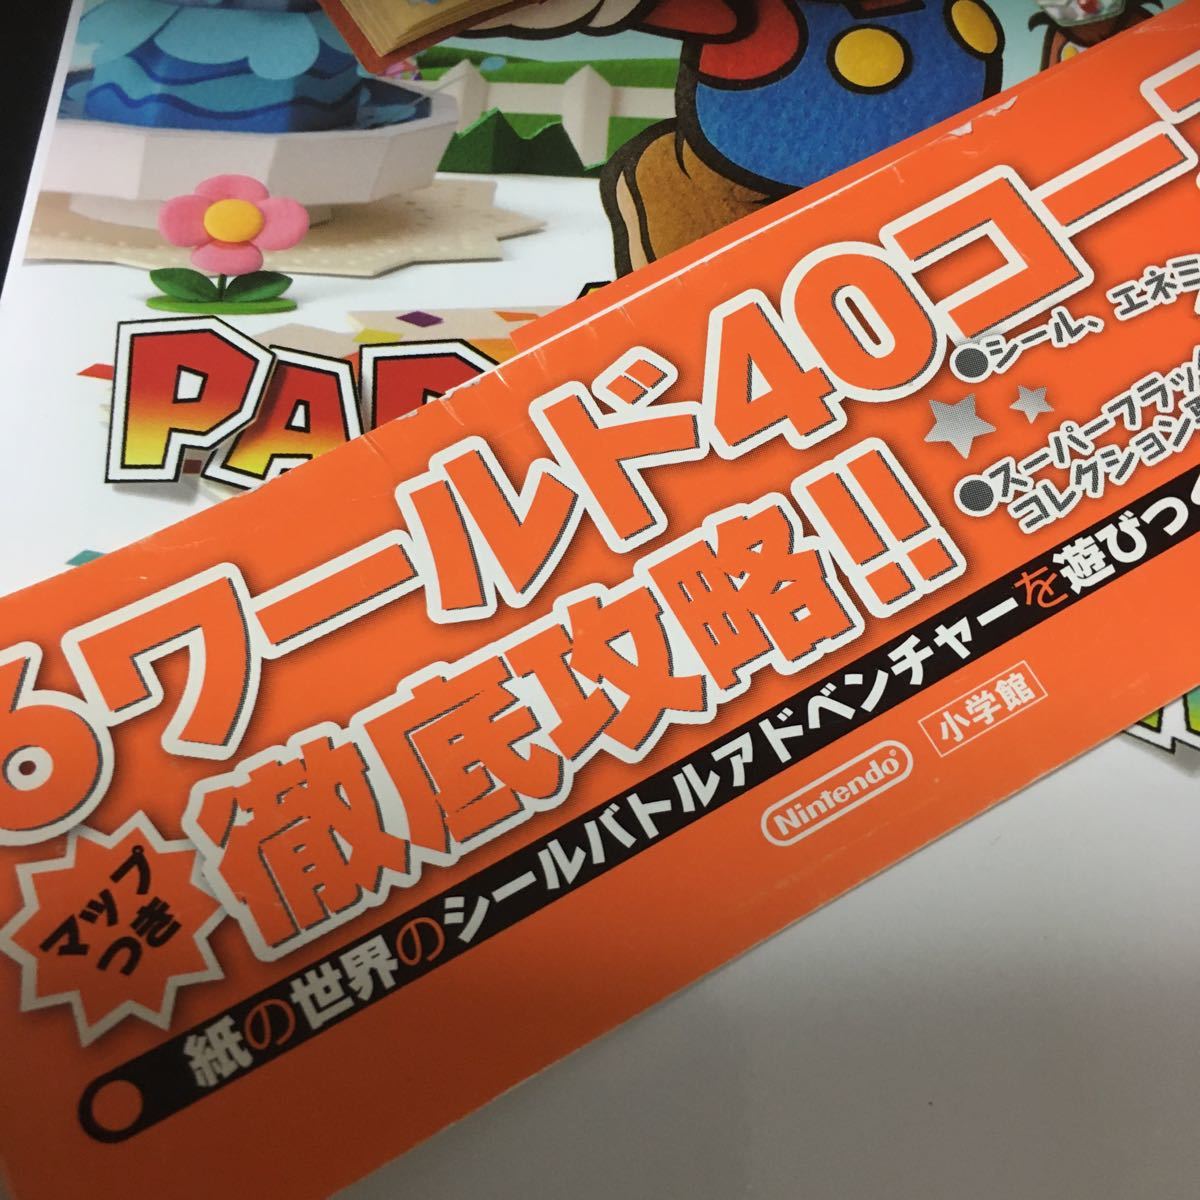 PAP
6ワールド40コース
徹底攻略!!
マップ
つき
●シール、エネミ
●スーパーフラッ
コレクション
紙の世界のシールバトルアドベンチャーを遊びつく
Nintendo
小学館